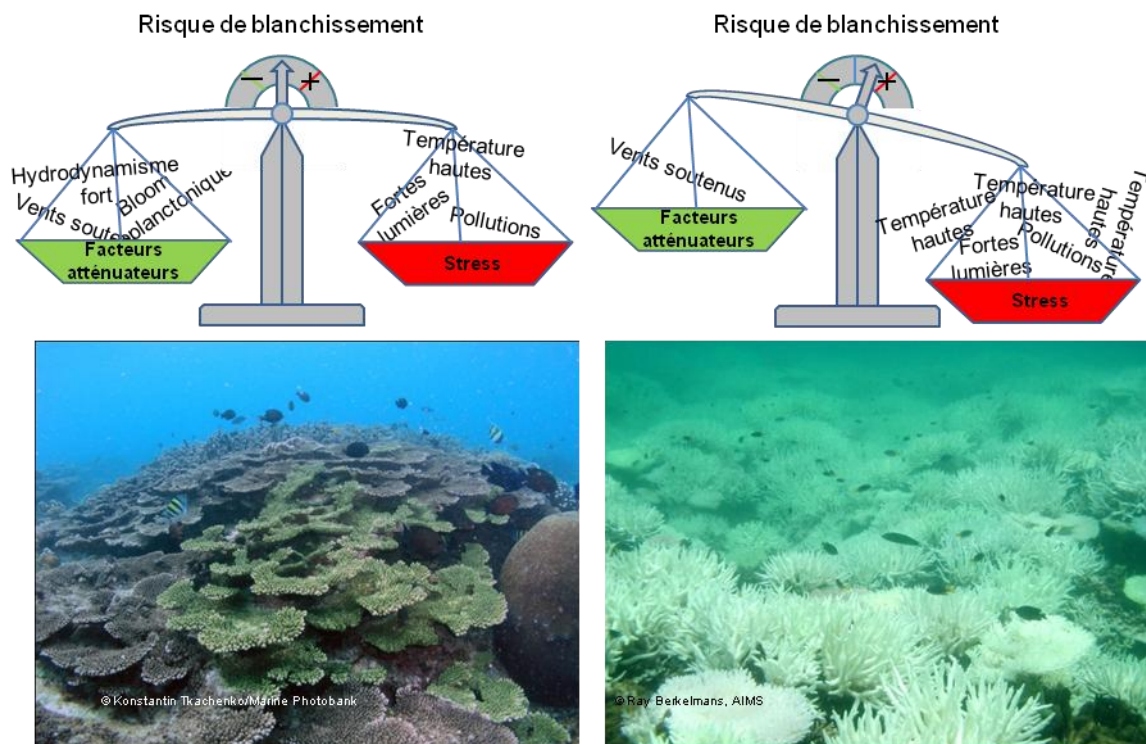 Risque de blanchissement
Hydrodynamisme
fort
Vents soute
Bloom
planctonique
Facteurs
atténuateurs
Température
hautes
Fortes
lumières
Pollutions
Stress
Risque de blanchissement
Vents soutenus
Facteurs
atténuateurs
Température
hautes
Température
hautes
Fortes
lumières
Pollutions
Température
hautes
Stress
© Konstantin Tkachenko/Marine Photobank
© Ray Berkelmans, AIMS